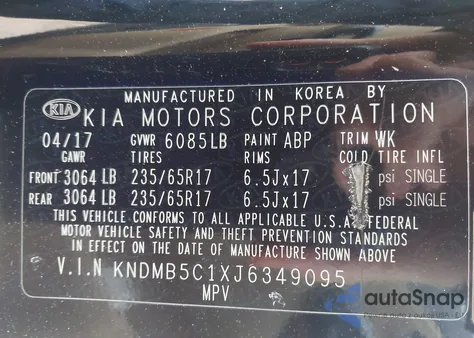 MANUFACTURED IN KOREA BY
KIA KIA MOTORS CORPORATION
04/17 GVWR 6085LB PAINT ABP TRIM WK
GAWR TIRES RIMS COLD TIRE INFL
FRONT 3064 LB 235/65R17 6.5Jx17 psi SINGLE
REAR 3064 LB 235/65R17 6.5Jx17 psi SINGLE
THIS VEHICLE CONFORMS TO ALL APPLICABLE U.S.A. FEDERAL
MOTOR VEHICLE SAFETY AND THEFT PREVENTION STANDARDS
IN EFFECT ON THE DATE OF MANUFACTURE SHOWN ABOVE
V.I.N KNDMB5C1XJ6349095
MPV
autoSnap